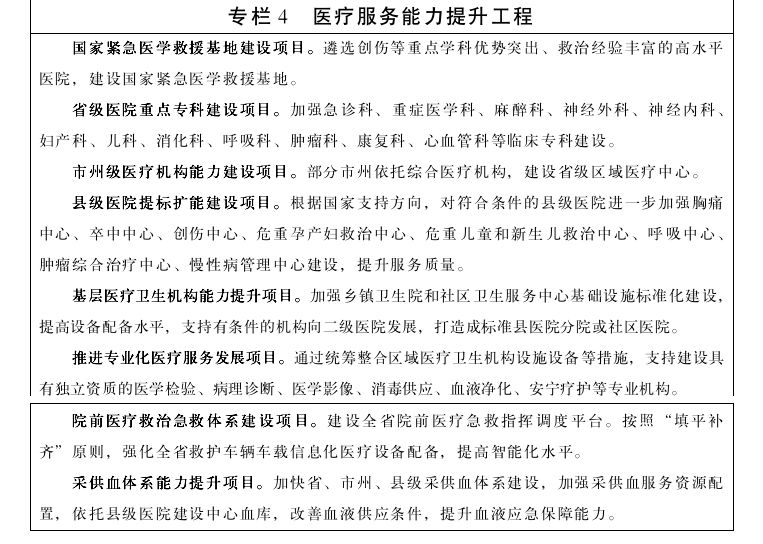 专栏 4 医疗服务能力提升工程
国家紧急医学救援基地建设项目。遴选创伤等重点学科优势突出、救治经验丰富的高水平
医院，建设国家紧急医学救援基地。
省级医院重点专科建设项目。加强急诊科、重症医学科、麻醉科、神经外科、神经内科、
妇产科、儿科、消化科、呼吸科、肿瘤科、康复科、心血管科等临床专科建设。
市州级医疗机构能力建设项目。部分市州依托综合医疗机构，建设省级区域医疗中心。
县级医院提标扩能建设项目。根据国家支持方向，对符合条件的县级医院进一步加强胸痛
中心、卒中中心、创伤中心、危重孕产妇救治中心、危重儿童和新生儿救治中心、呼吸中心、
肿瘤综合治疗中心、慢性病管理中心建设，提升服务质量。
基层医疗卫生机构能力提升项目。加强乡镇卫生院和社区卫生服务中心基础设施标准化建设，
提高设备配备水平，支持有条件的机构向二级医院发展，打造成标准县医院分院或社区医院。
推进专业化医疗服务发展项目。通过统筹整合区域医疗卫生机构设施设备等措施，支持建设具
有独立资质的医学检验、病理诊断、医学影像、消毒供应、血液净化、安宁疗护等专业机构。
院前医疗救治急救体系建设项目。建设全省院前医疗急救指挥调度平台。按照“填平补
齐”原则，强化全省救护车辆车载信息化医疗设备配备，提高智能化水平。
采供血体系能力提升项目。加快省、市州、县级采供血体系建设，加强采供血服务资源配
置，依托县级医院建设中心血库，改善血液供应条件，提升血液应急保障能力。